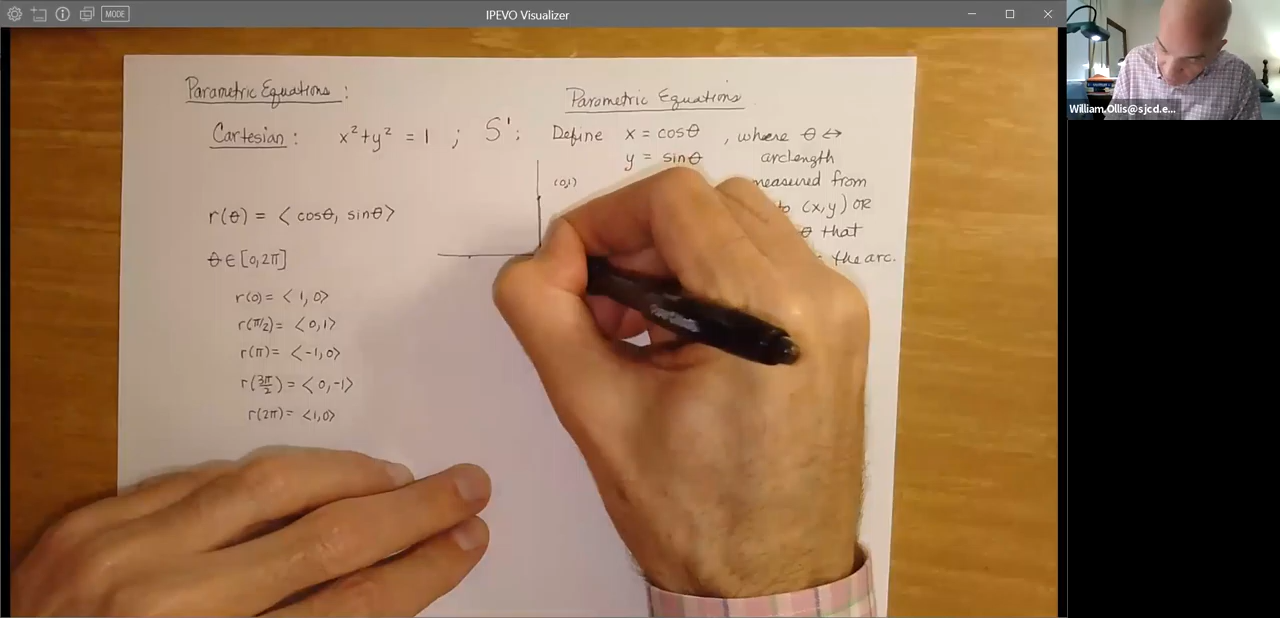 IPEVO Visualizer
MODE
William.Ollis@sjcd.e...
Parametric Equations :
Cartesian : x² + y² = 1 ; S¹ :
r(θ) = < cosθ, sinθ >
θ ∈ [0, 2π]
r(0) = < 1, 0>
r(π/2) = < 0, 1>
r(π) = < -1, 0>
r(3π/2) = < 0, -1>
r(2π) = <1, 0>
Parametric Equations
Define x = cosθ , where θ ↔
y = sinθ arclength
(0,1) measured from
to (x,y) OR
θ that
the arc.